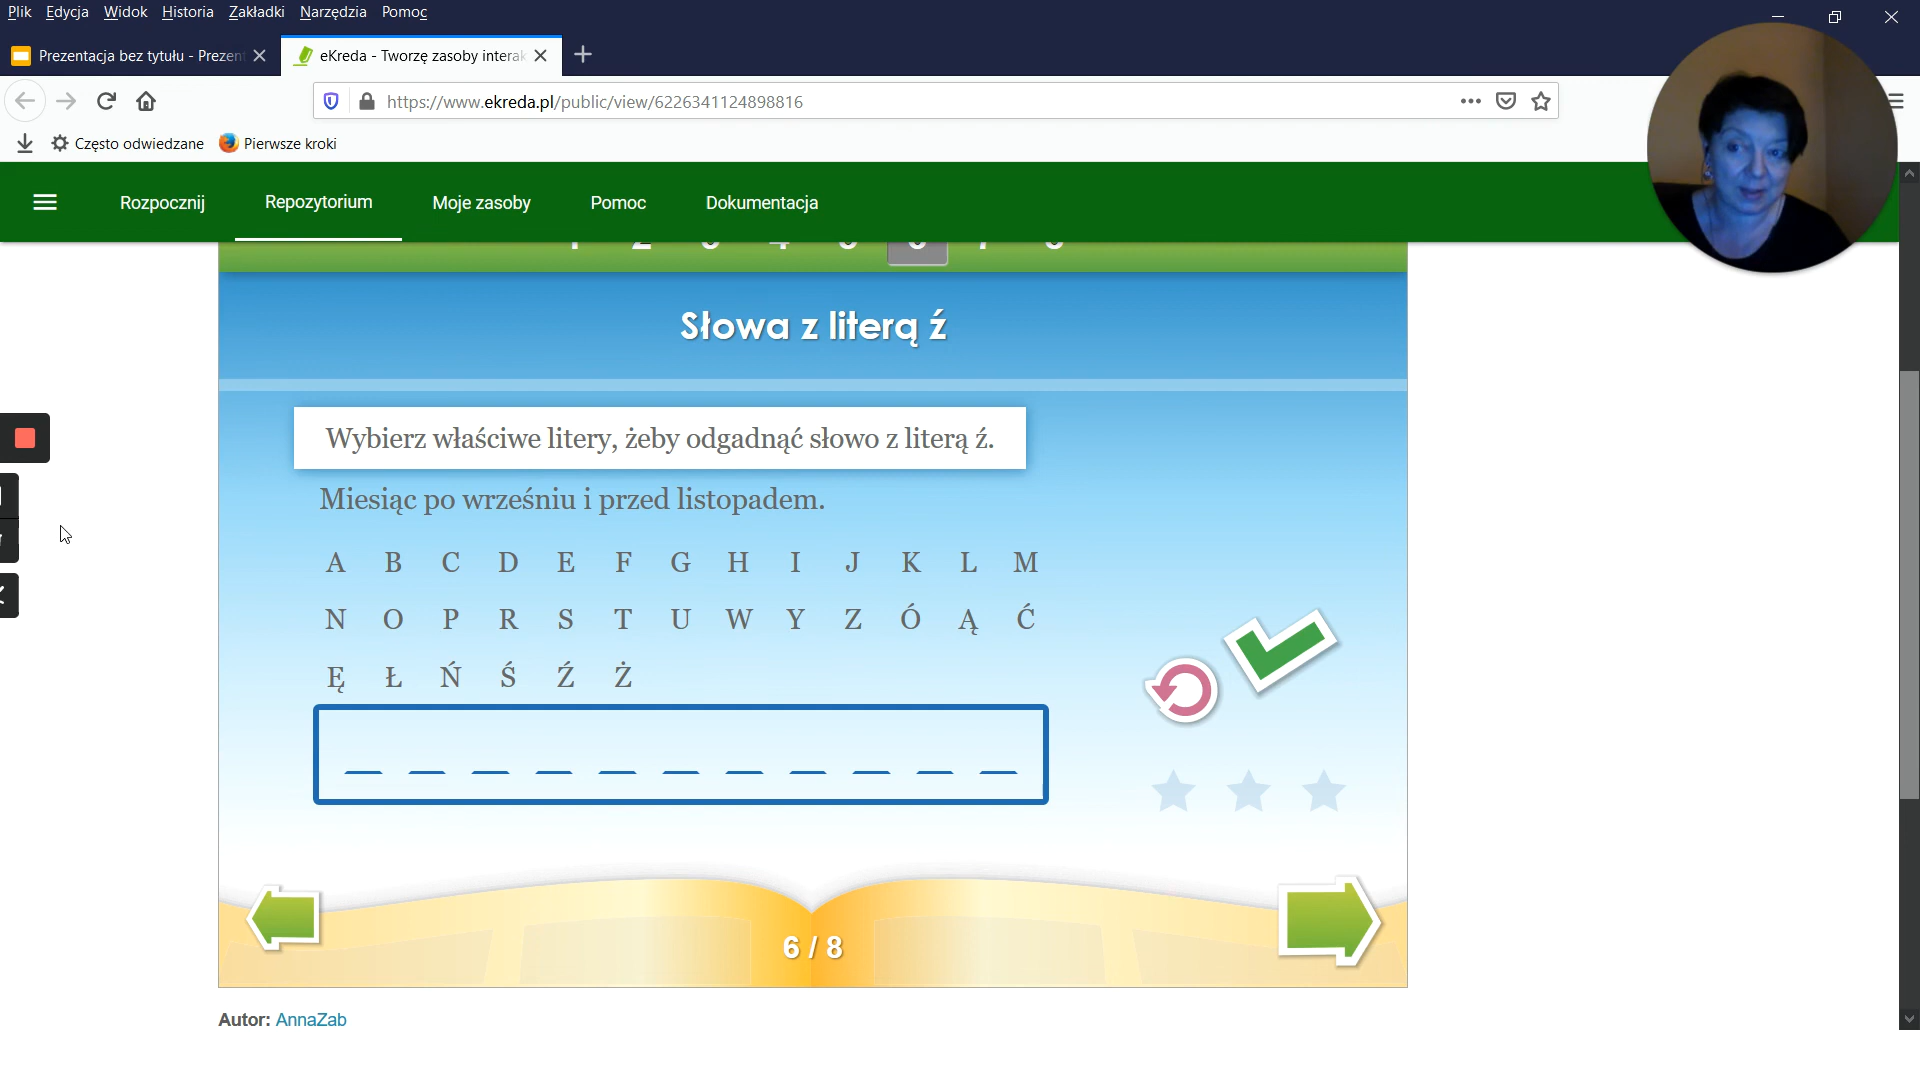 Plik Edycja Widok Historia Zakładki Narzędzia Pomoc
Prezentacja bez tytułu - Prezent
eKreda - Tworzę zasoby interak
https://www.ekreda.pl/public/view/6226341124898816
Często odwiedzane Pierwsze kroki
Rozpocznij Repozytorium Moje zasoby Pomoc Dokumentacja
Słowa z literą ź
Wybierz właściwe litery, żeby odgadnąć słowo z literą ź.
Miesiąc po wrześniu i przed listopadem.
A B C D E F G H I J K L M
N O P R S T U W Y Z Ó Ą Ć
Ę Ł Ń Ś Ź Ż
6 / 8
Autor: AnnaZab